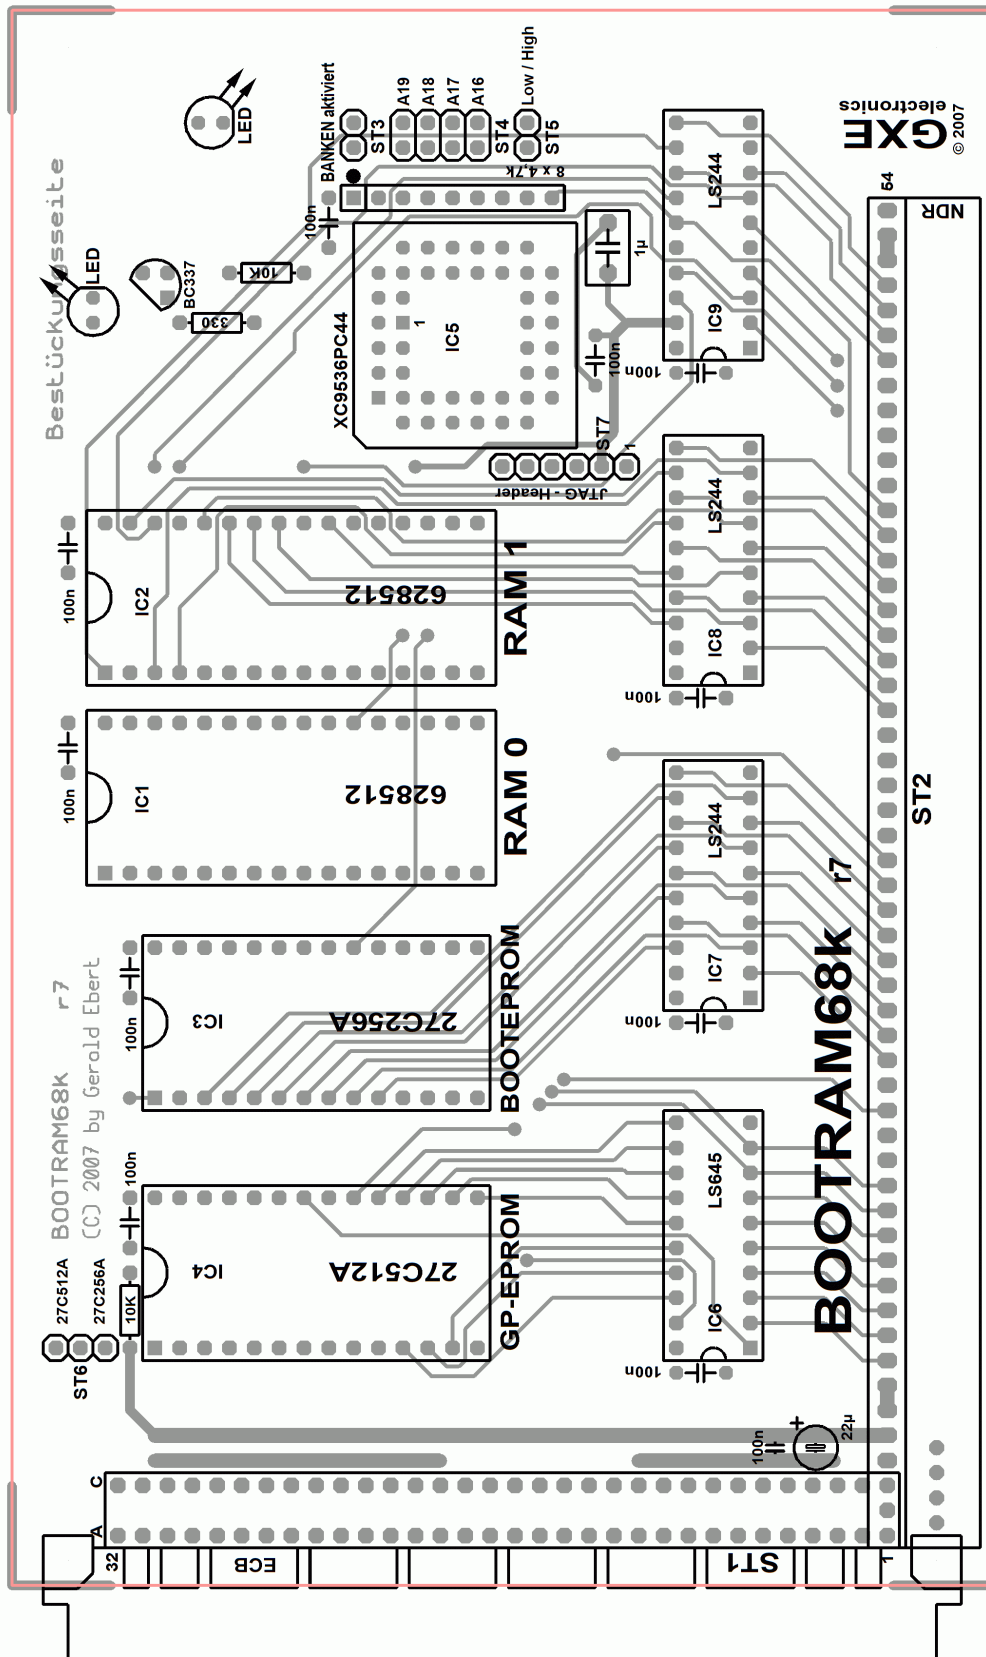 LED
BANKEN aktiviert
ST3
A19
A18
A17
A16
ST4
Low / High
ST5
8 x 4,7k
GXE
electronics
© 2007
54
NDR
LS244
IC9
100n
100n
1µ
100n
Bestückungsseite
LED
BC337
10K
330
XC9536PC44
IC5
1
ST7
1
JTAG - Header
LS244
IC8
100n
100n
IC2
628512
RAM 1
100n
IC1
628512
RAM 0
ST2
LS244
IC7
100n
r7
BOOTRAM68k
BOOTRAM68K r7
(C) 2007 by Gerald Ebert
100n
IC3
27C256A
BOOTEPROM
100n
IC4
27C512A
GP-EPROM
27C512A
27C256A
10K
ST6
LS645
IC6
100n
100n
+
22µ
C
A
32
ECB
ST1
1